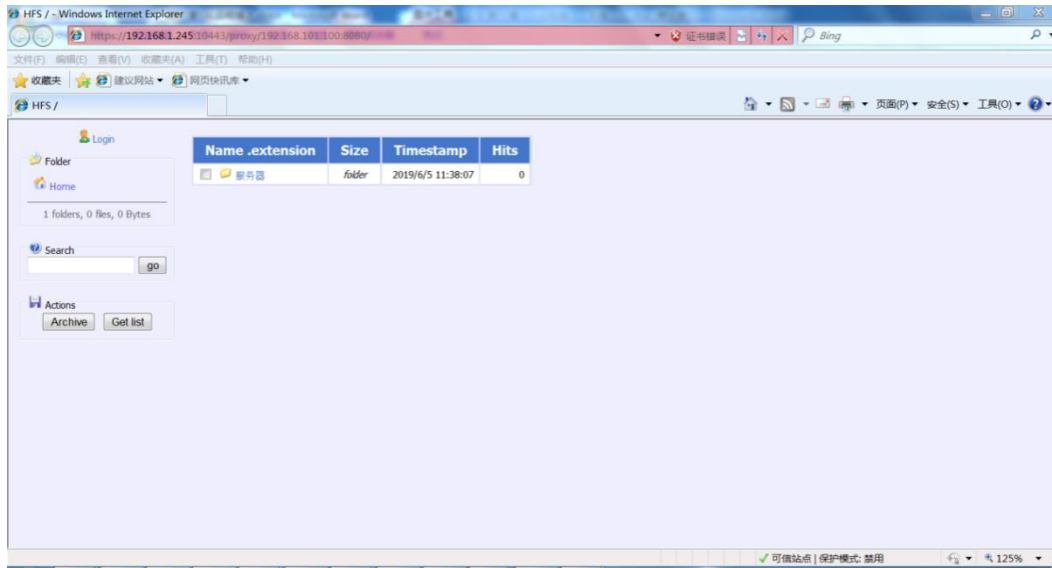 HFS / - Windows Internet Explorer
https://192.168.1.245:10443/proxy/192.168.101.100:8080/
证书错误
Bing
文件(F) 编辑(E) 查看(V) 收藏夹(A) 工具(T) 帮助(H)
收藏夹 建议网站 网页快讯库
HFS /
页面(P) 安全(S) 工具(O)
Login
Folder
Home
1 folders, 0 files, 0 Bytes
Search
go
Actions
Archive Get list
Name .extension Size Timestamp Hits
服务器 folder 2019/6/5 11:38:07 0
可信站点 | 保护模式: 禁用
125%